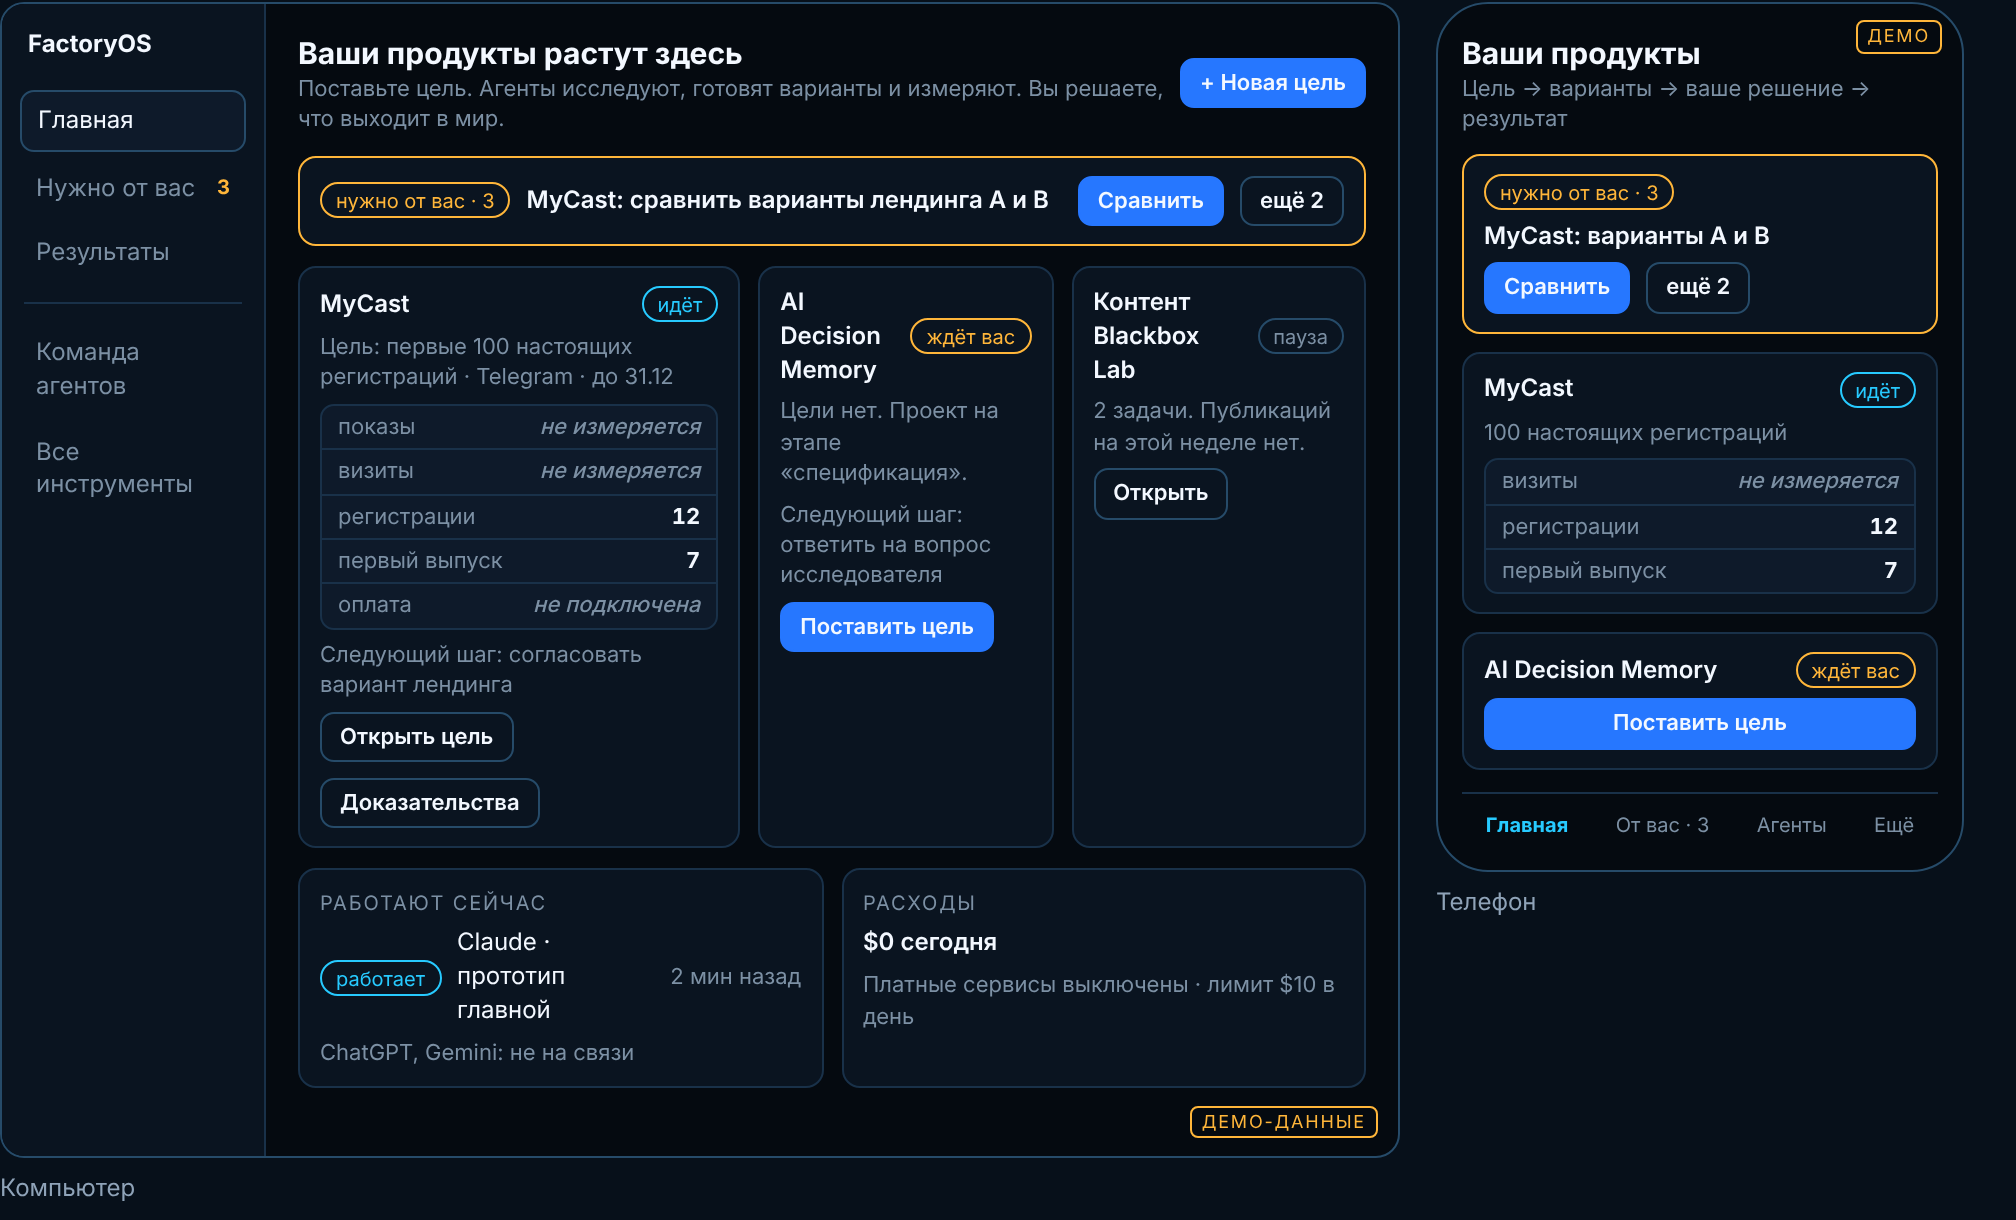 FactoryOS
Главная
Нужно от вас 3
Результаты
Команда
агентов
Все
инструменты
Ваши продукты растут здесь
Поставьте цель. Агенты исследуют, готовят варианты и измеряют. Вы решаете,
что выходит в мир.
+ Новая цель
нужно от вас · 3
MyCast: сравнить варианты лендинга A и B
Сравнить
ещё 2
MyCast
идёт
Цель: первые 100 настоящих
регистраций · Telegram · до 31.12
показы не измеряется
визиты не измеряется
регистрации 12
первый выпуск 7
оплата не подключена
Следующий шаг: согласовать
вариант лендинга
Открыть цель
Доказательства
AI
Decision
Memory
ждёт вас
Цели нет. Проект на
этапе
«спецификация».
Следующий шаг:
ответить на вопрос
исследователя
Поставить цель
Контент
Blackbox
Lab
пауза
2 задачи. Публикаций
на этой неделе нет.
Открыть
РАБОТАЮТ СЕЙЧАС
работает
Claude ·
прототип
главной
2 мин назад
ChatGPT, Gemini: не на связи
РАСХОДЫ
$0 сегодня
Платные сервисы выключены · лимит $10 в
день
ДЕМО-ДАННЫЕ
Компьютер
ДЕМО
Ваши продукты
Цель → варианты → ваше решение →
результат
нужно от вас · 3
MyCast: варианты A и B
Сравнить
ещё 2
MyCast
идёт
100 настоящих регистраций
визиты не измеряется
регистрации 12
первый выпуск 7
AI Decision Memory
ждёт вас
Поставить цель
Главная
От вас · 3
Агенты
Ещё
Телефон